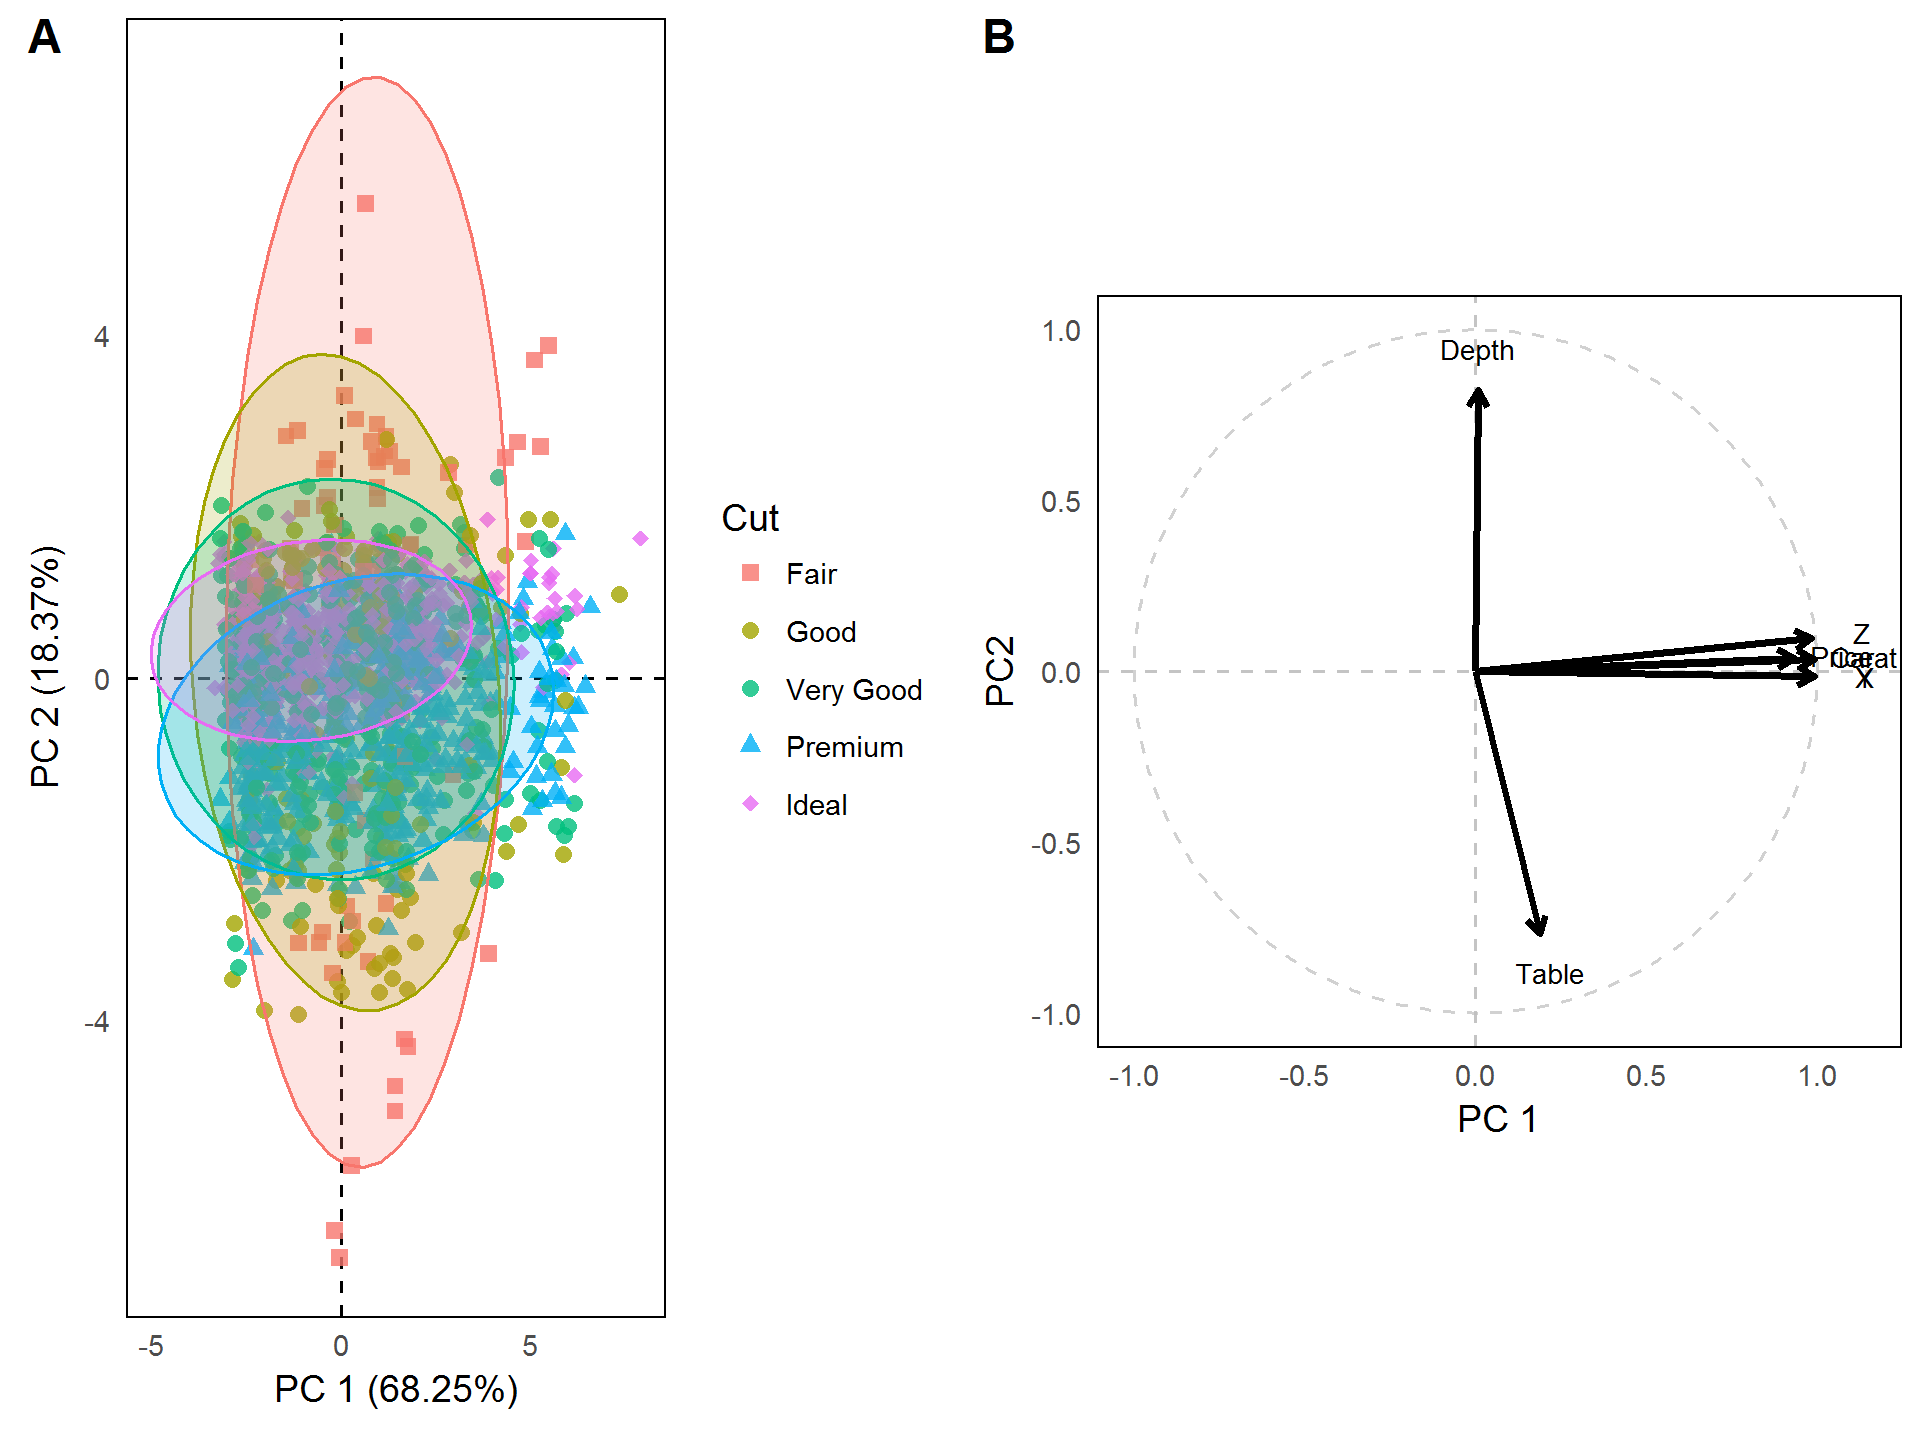 A
PC 2 (18.37%)
4
0
-4
-5 0 5
PC 1 (68.25%)
Cut
Fair
Good
Very Good
Premium
Ideal
B
PC2
1.0
0.5
0.0
-0.5
-1.0
Depth
Z
Price
Carat
X
Table
-1.0 -0.5 0.0 0.5 1.0
PC 1